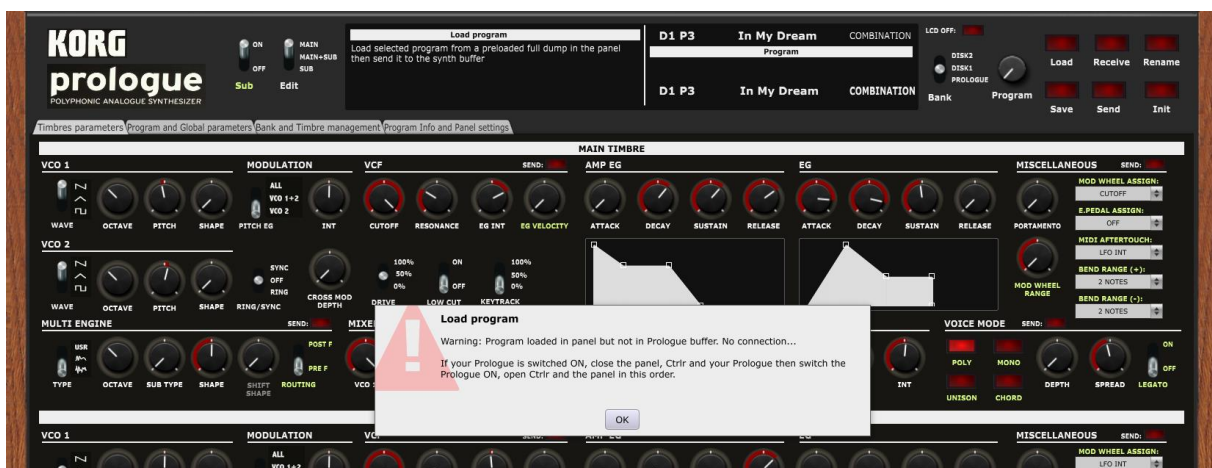 KORG
prologue
POLYPHONIC ANALOGUE SYNTHESIZER
ON
OFF
Sub
MAIN
MAIN+SUB
SUB
Edit
Load program
Load selected program from a preloaded full dump in the panel
then send it to the synth buffer
D1 P3 In My Dream COMBINATION
Program
D1 P3 In My Dream COMBINATION
LCD OFF:
DISK2
DISK1
PROLOGUE
Bank
Program
Load Receive Rename
Save Send Init
Timbres parameters Program and Global parameters Bank and Timbre management Program Info and Panel settings
MAIN TIMBRE
VCO 1 MODULATION VCF SEND: AMP EG EG MISCELLANEOUS SEND:
ALL
VCO 1+2
VCO 2
MOD WHEEL ASSIGN:
CUTOFF
E.PEDAL ASSIGN:
OFF
WAVE OCTAVE PITCH SHAPE PITCH EG INT CUTOFF RESONANCE EG INT EG VELOCITY ATTACK DECAY SUSTAIN RELEASE ATTACK DECAY SUSTAIN RELEASE PORTAMENTO
VCO 2
MIDI AFTERTOUCH:
LFO INT
BEND RANGE (+):
2 NOTES
BEND RANGE (-):
2 NOTES
SYNC
OFF
RING
100%
50%
0%
ON
OFF
100%
50%
0%
MOD WHEEL
RANGE
WAVE OCTAVE PITCH SHAPE RING/SYNC CROSS MOD
DEPTH
DRIVE LOW CUT KEYTRACK
MULTI ENGINE SEND:
VOICE MODE SEND:
USR
POST F
PRE F
TYPE OCTAVE SUB TYPE SHAPE SHIFT
SHAPE
ROUTING
Load program
Warning: Program loaded in panel but not in Prologue buffer. No connection...
If your Prologue is switched ON, close the panel, Ctrlr and your Prologue then switch the
Prologue ON, open Ctrlr and the panel in this order.
OK
INT
POLY MONO
UNISON CHORD
DEPTH SPREAD LEGATO
ON
OFF
VCO 1 MODULATION MISCELLANEOUS SEND:
ALL
VCO 1+2
MOD WHEEL ASSIGN:
LFO INT